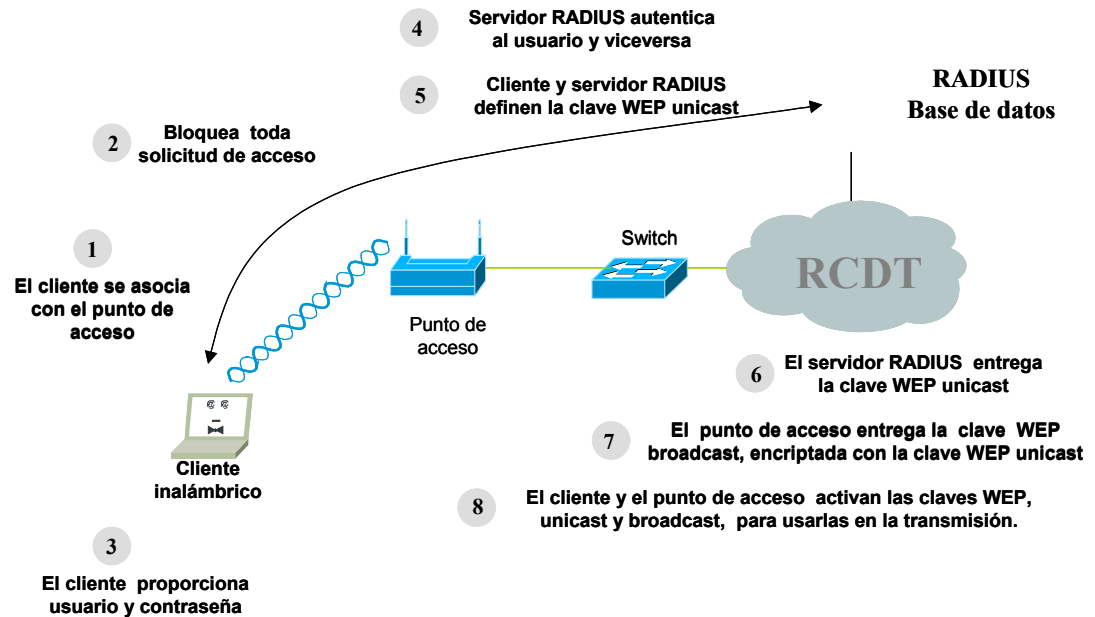 4
Servidor RADIUS autentica
al usuario y viceversa
5
Cliente y servidor RADIUS
definen la clave WEP unicast
RADIUS
Base de datos
2
Bloquea toda
solicitud de acceso
1
El cliente se asocia
con el punto de
acceso
Switch
RCDT
Punto de
acceso
6
El servidor RADIUS entrega
la clave WEP unicast
@ @
Cliente
inalámbrico
7
El punto de acceso entrega la clave WEP
broadcast, encriptada con la clave WEP unicast
8
El cliente y el punto de acceso activan las claves WEP,
unicast y broadcast, para usarlas en la transmisión.
3
El cliente proporciona
usuario y contraseña